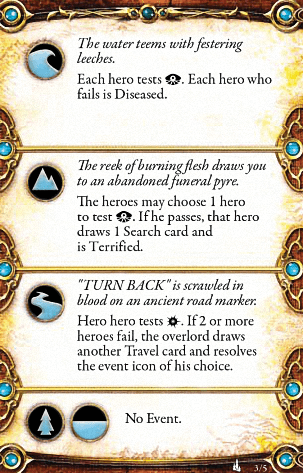 The water teems with festering
leeches.
Each hero tests . Each hero who
fails is Diseased.
The reek of burning flesh draws you
to an abandoned funeral pyre.
The heroes may choose 1 hero
to test . If he passes, that hero
draws 1 Search card and
is Terrified.
"TURN BACK" is scrawled in
blood on an ancient road marker.
Hero hero tests . If 2 or more
heroes fail, the overlord draws
another Travel card and resolves
the event icon of his choice.
No Event.
3/5